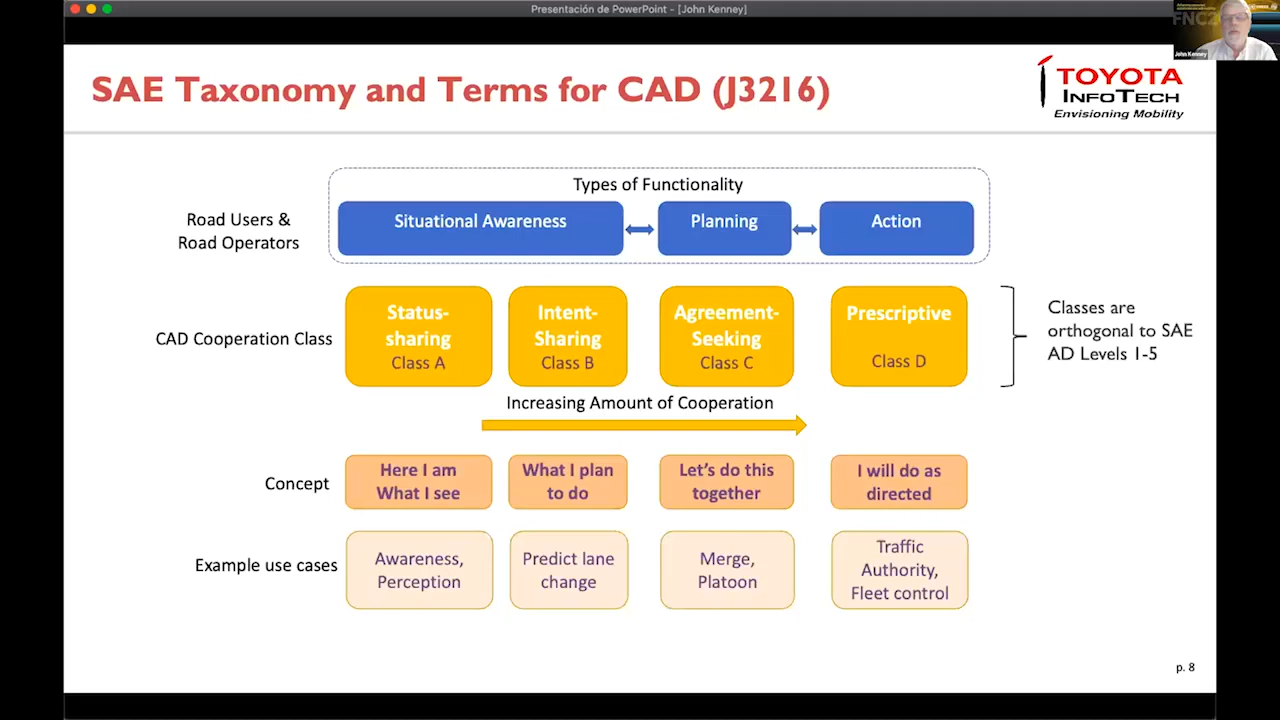 Presentación de PowerPoint - [John Kenney]
John Kenney
SAE Taxonomy and Terms for CAD (J3216)
TOYOTA
INFOTECH
Envisioning Mobility
Types of Functionality
Road Users &
Road Operators
Situational Awareness
Planning
Action
CAD Cooperation Class
Status-
sharing
Class A
Intent-
Sharing
Class B
Agreement-
Seeking
Class C
Prescriptive
Class D
Classes are
orthogonal to SAE
AD Levels 1-5
Increasing Amount of Cooperation
Concept
Here I am
What I see
What I plan
to do
Let's do this
together
I will do as
directed
Example use cases
Awareness,
Perception
Predict lane
change
Merge,
Platoon
Traffic
Authority,
Fleet control
p. 8